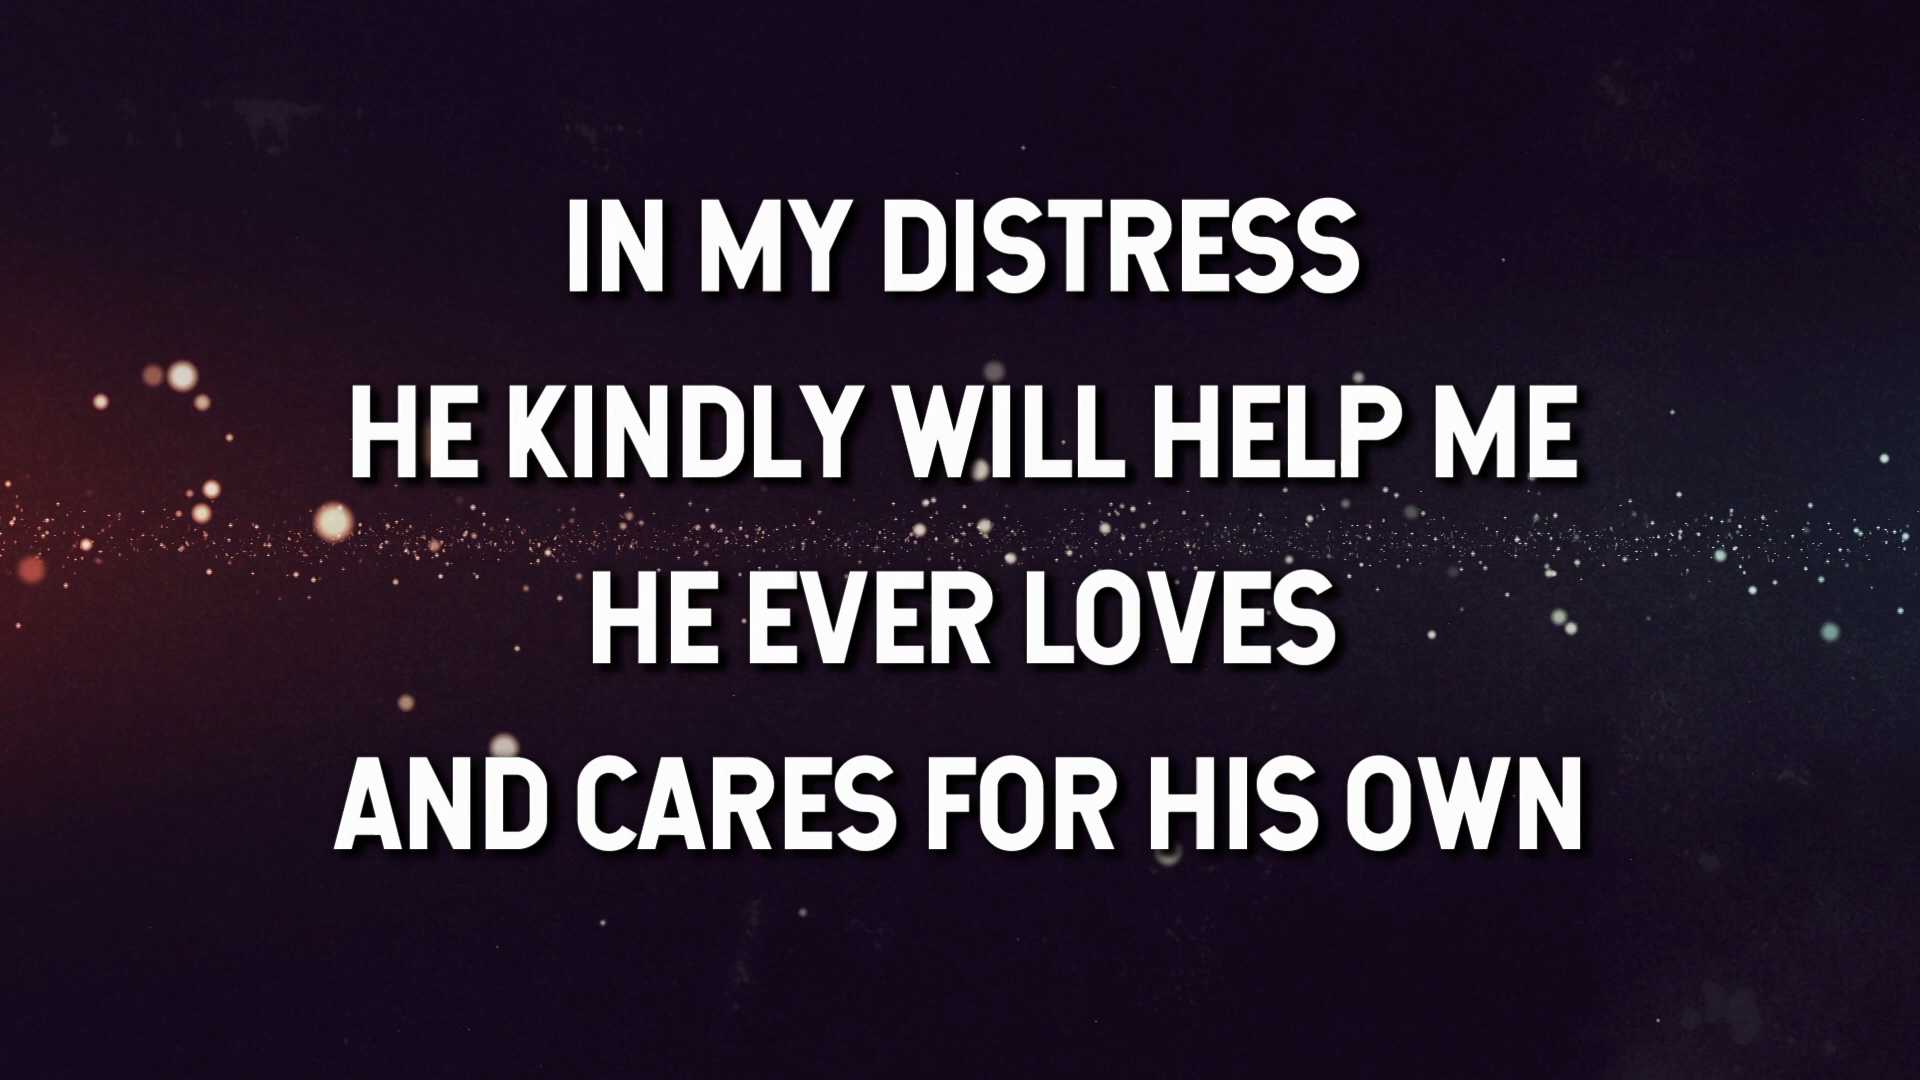 IN MY DISTRESS
HE KINDLY WILL HELP ME
HE EVER LOVES
AND CARES FOR HIS OWN